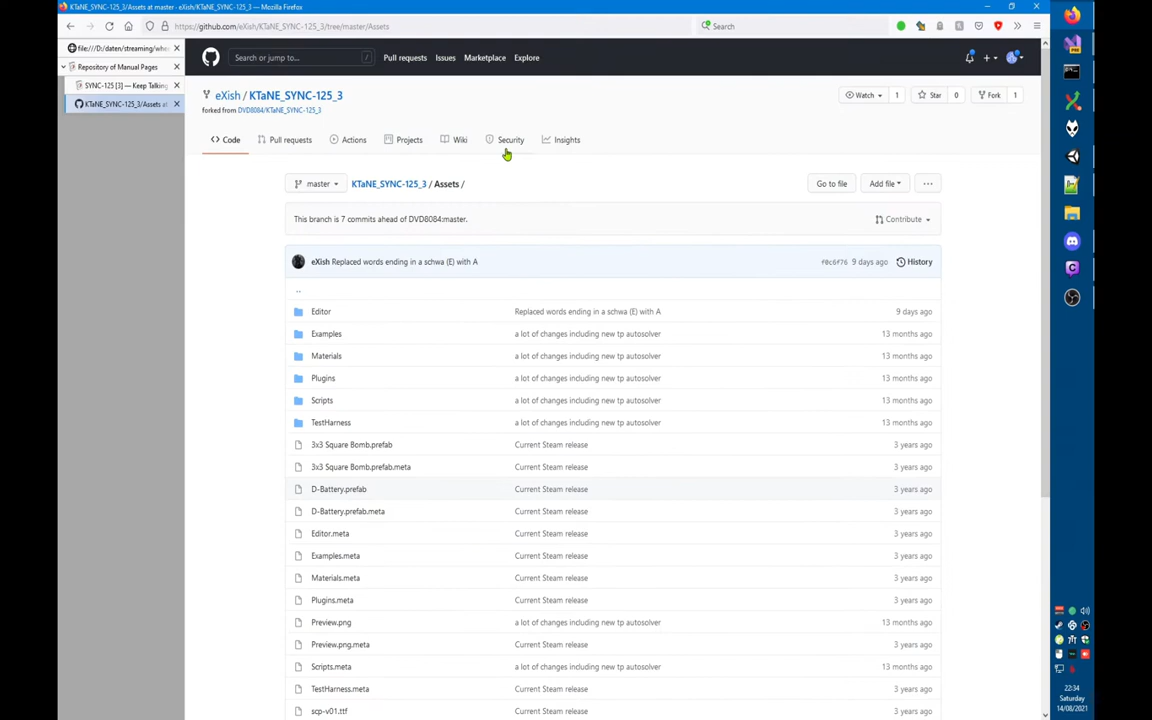 KTaNE_SYNC-125_3/Assets at master · eXish/KTaNE_SYNC-125_3 — Mozilla Firefox
https://github.com/eXish/KTaNE_SYNC-125_3/tree/master/Assets
Search
file:///D:/daten/streaming/whe
Repository of Manual Pages
SYNC-125 [3] — Keep Talking
KTaNE_SYNC-125_3/Assets at
Search or jump to...
/
Pull requests
Issues
Marketplace
Explore
eXish / KTaNE_SYNC-125_3
forked from DVD8084/KTaNE_SYNC-125_3
Watch
1
Star
0
Fork
1
Code
Pull requests
Actions
Projects
Wiki
Security
Insights
master
KTaNE_SYNC-125_3 / Assets /
Go to file
Add file
...
This branch is 7 commits ahead of DVD8084:master.
Contribute
eXish Replaced words ending in a schwa (E) with A
f0c6f76 9 days ago
History
..
Editor Replaced words ending in a schwa (E) with A 9 days ago
Examples a lot of changes including new tp autosolver 13 months ago
Materials a lot of changes including new tp autosolver 13 months ago
Plugins a lot of changes including new tp autosolver 13 months ago
Scripts a lot of changes including new tp autosolver 13 months ago
TestHarness a lot of changes including new tp autosolver 13 months ago
3x3 Square Bomb.prefab Current Steam release 3 years ago
3x3 Square Bomb.prefab.meta Current Steam release 3 years ago
D-Battery.prefab Current Steam release 3 years ago
D-Battery.prefab.meta Current Steam release 3 years ago
Editor.meta Current Steam release 3 years ago
Examples.meta Current Steam release 3 years ago
Materials.meta Current Steam release 3 years ago
Plugins.meta Current Steam release 3 years ago
Preview.png a lot of changes including new tp autosolver 13 months ago
Preview.png.meta Current Steam release 3 years ago
Scripts.meta a lot of changes including new tp autosolver 13 months ago
TestHarness.meta Current Steam release 3 years ago
scp-v01.ttf Current Steam release 3 years ago
22:34
Saturday
14/08/2021